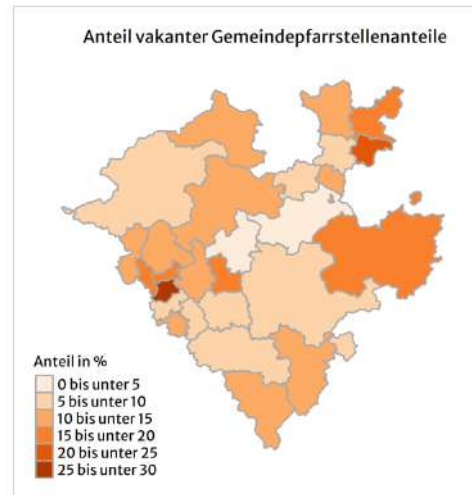 Anteil vakanter Gemeindepfarrstellenanteile
Anteil in %
0 bis unter 5
5 bis unter 10
10 bis unter 15
15 bis unter 20
20 bis unter 25
25 bis unter 30